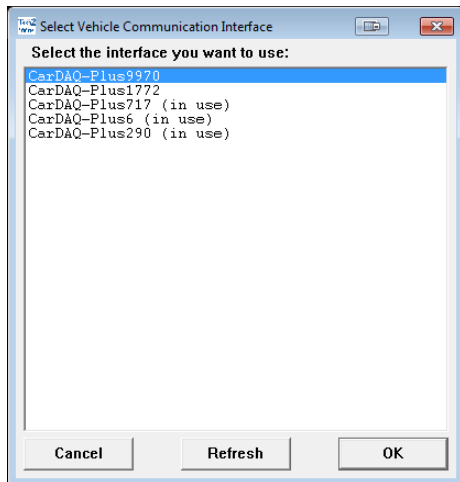 Select Vehicle Communication Interface
Select the interface you want to use:
CarDAQ-Plus9970
CarDAQ-Plus1772
CarDAQ-Plus717 (in use)
CarDAQ-Plus6 (in use)
CarDAQ-Plus290 (in use)
Cancel Refresh OK